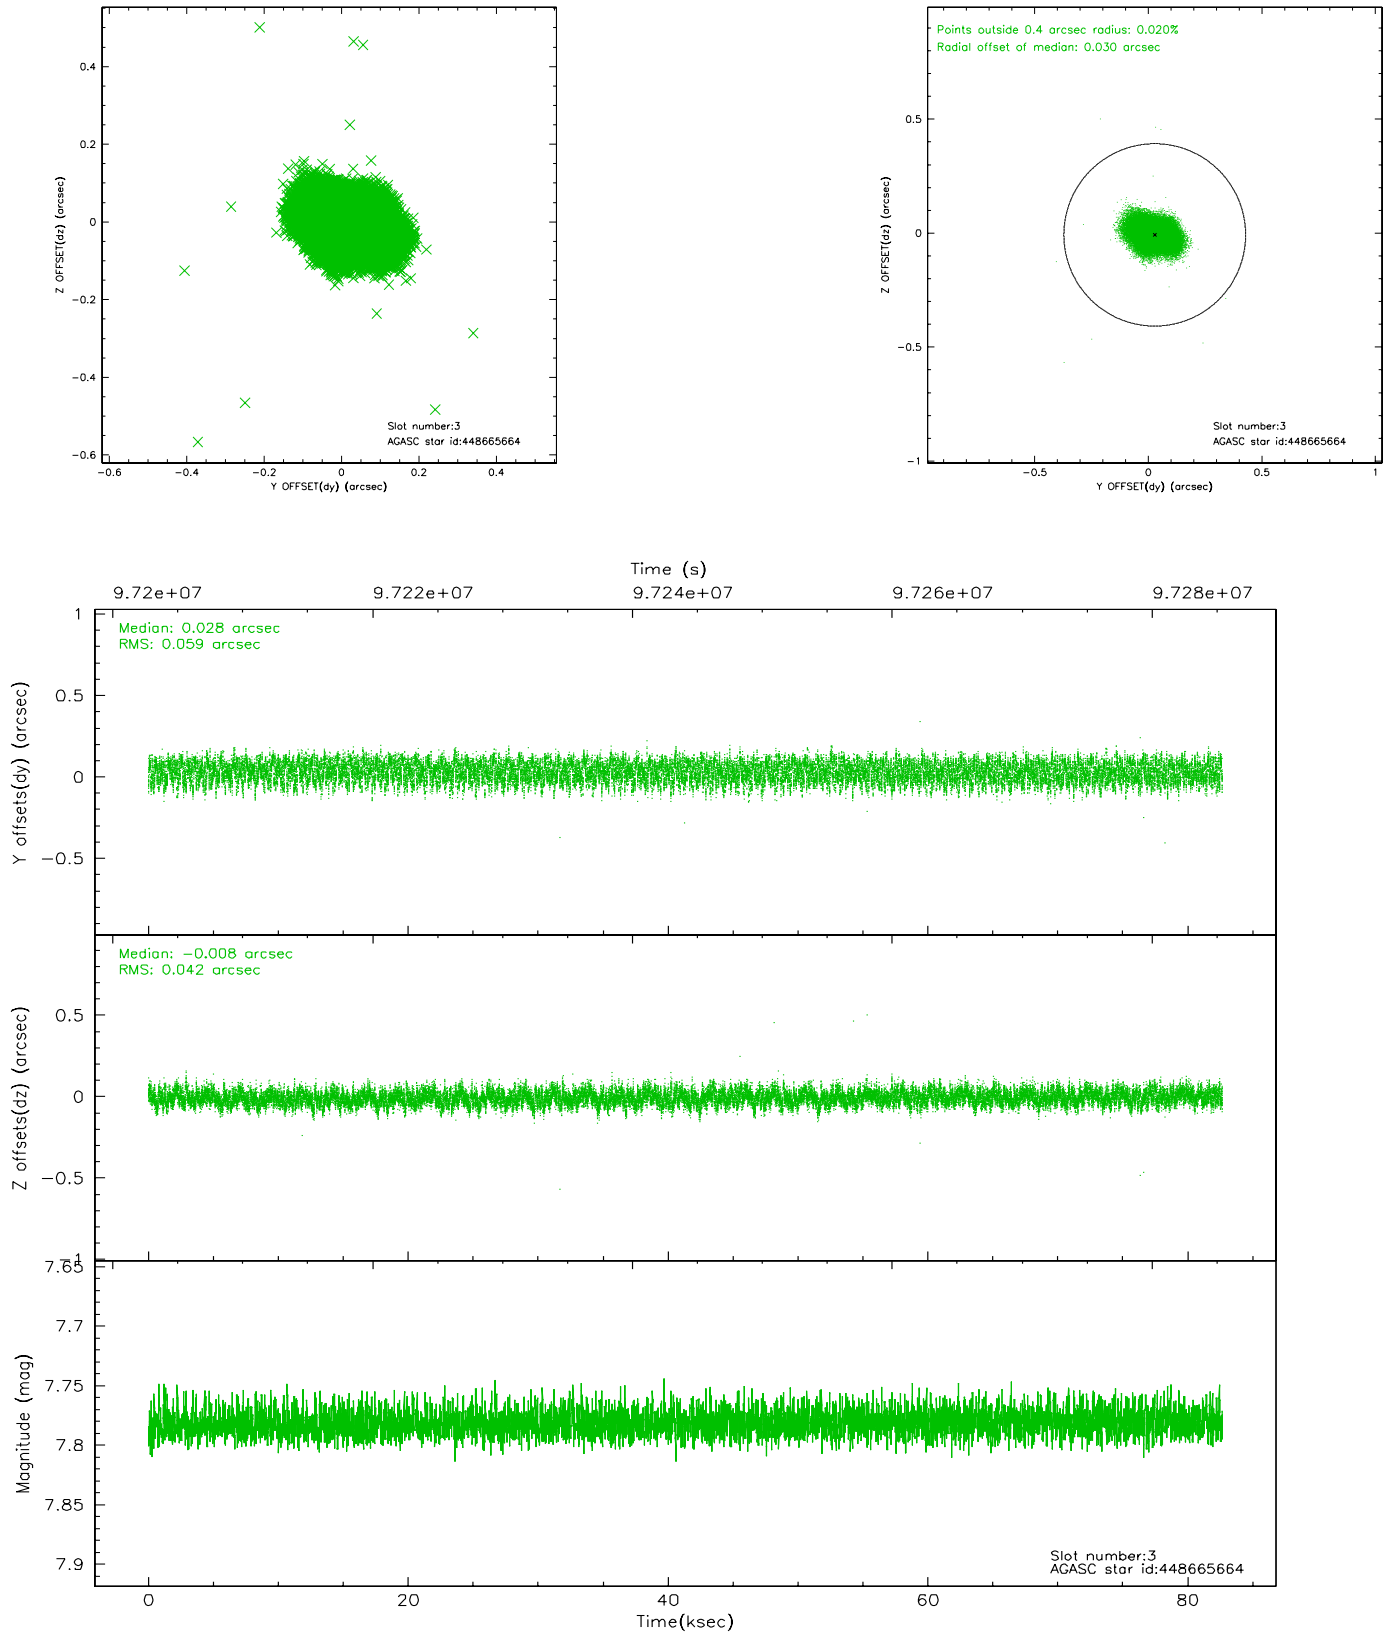 0.4
0.2
0
−0.2
−0.4
−0.6
−0.6
−0.4
−0.2
0
0.2
0.4
Z OFFSET(dz) (arcsec)
Y OFFSET(dy) (arcsec)
Slot number:3
AGASC star id:448665664
Points outside 0.4 arcsec radius: 0.020%
Radial offset of median: 0.030 arcsec
0.5
0
−0.5
−1
−0.5
0
0.5
1
Z OFFSET(dz) (arcsec)
Y OFFSET(dy) (arcsec)
Slot number:3
AGASC star id:448665664
Time (s)
9.72e+07
9.722e+07
9.724e+07
9.726e+07
9.728e+07
1
0.5
0
−0.5
Y offsets(dy) (arcsec)
Median: 0.028 arcsec
RMS: 0.059 arcsec
0.5
0
−0.5
−1
Z offsets(dz) (arcsec)
Median: −0.008 arcsec
RMS: 0.042 arcsec
7.65
7.7
7.75
7.8
7.85
7.9
Magnitude (mag)
Slot number:3
AGASC star id:448665664
0
20
40
60
80
Time(ksec)